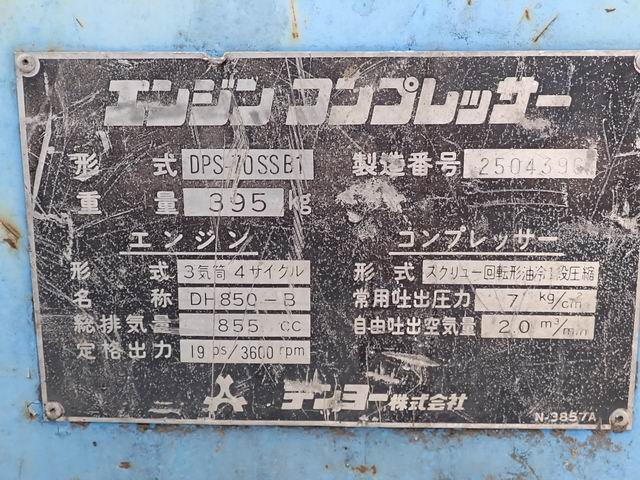 エンジンコンプレッサー
形式 DPS-70SSB1 製造番号 2504398
重量 395 kg
エンジン コンプレッサー
形式 3気筒4サイクル 形式 スクリュー回転形油冷1段圧縮
名称 DH850-B 常用吐出圧力 7 kg/cm²
総排気量 855 cc 自由吐出空気量 2.0 m³/min
定格出力 19 ps/3600 rpm
デンヨー株式会社
N-3857A